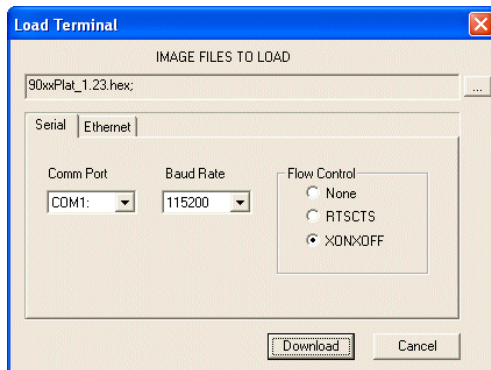 Load Terminal
IMAGE FILES TO LOAD
90xxPlat_1.23.hex;
...
Serial Ethernet
Comm Port Baud Rate Flow Control
None
COM1: 115200
RTSCTS
XONXOFF
Download Cancel